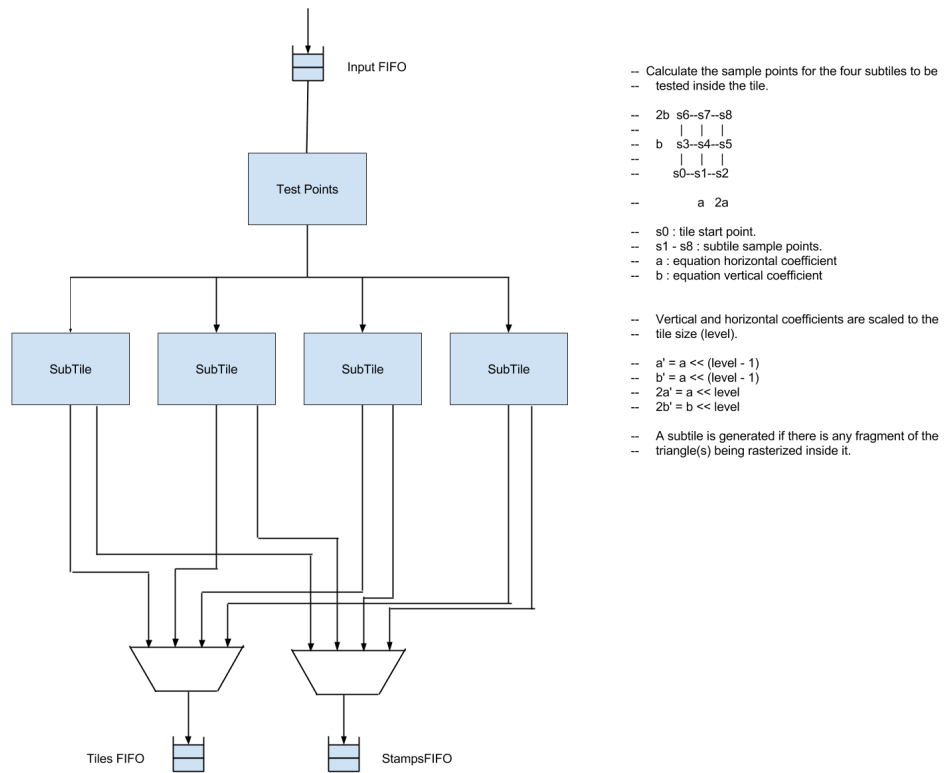 Input FIFO
Test Points
SubTile SubTile SubTile SubTile
Tiles FIFO
StampsFIFO
-- Calculate the sample points for the four subtiles to be
-- tested inside the tile.
-- 2b s6--s7--s8
-- | | |
-- b s3--s4--s5
-- | | |
-- s0--s1--s2
-- a 2a
-- s0 : tile start point.
-- s1 - s8 : subtile sample points.
-- a : equation horizontal coefficient
-- b : equation vertical coefficient
-- Vertical and horizontal coefficients are scaled to the
-- tile size (level).
-- a' = a << (level - 1)
-- b' = a << (level - 1)
-- 2a' = a << level
-- 2b' = b << level
-- A subtile is generated if there is any fragment of the
-- triangle(s) being rasterized inside it.